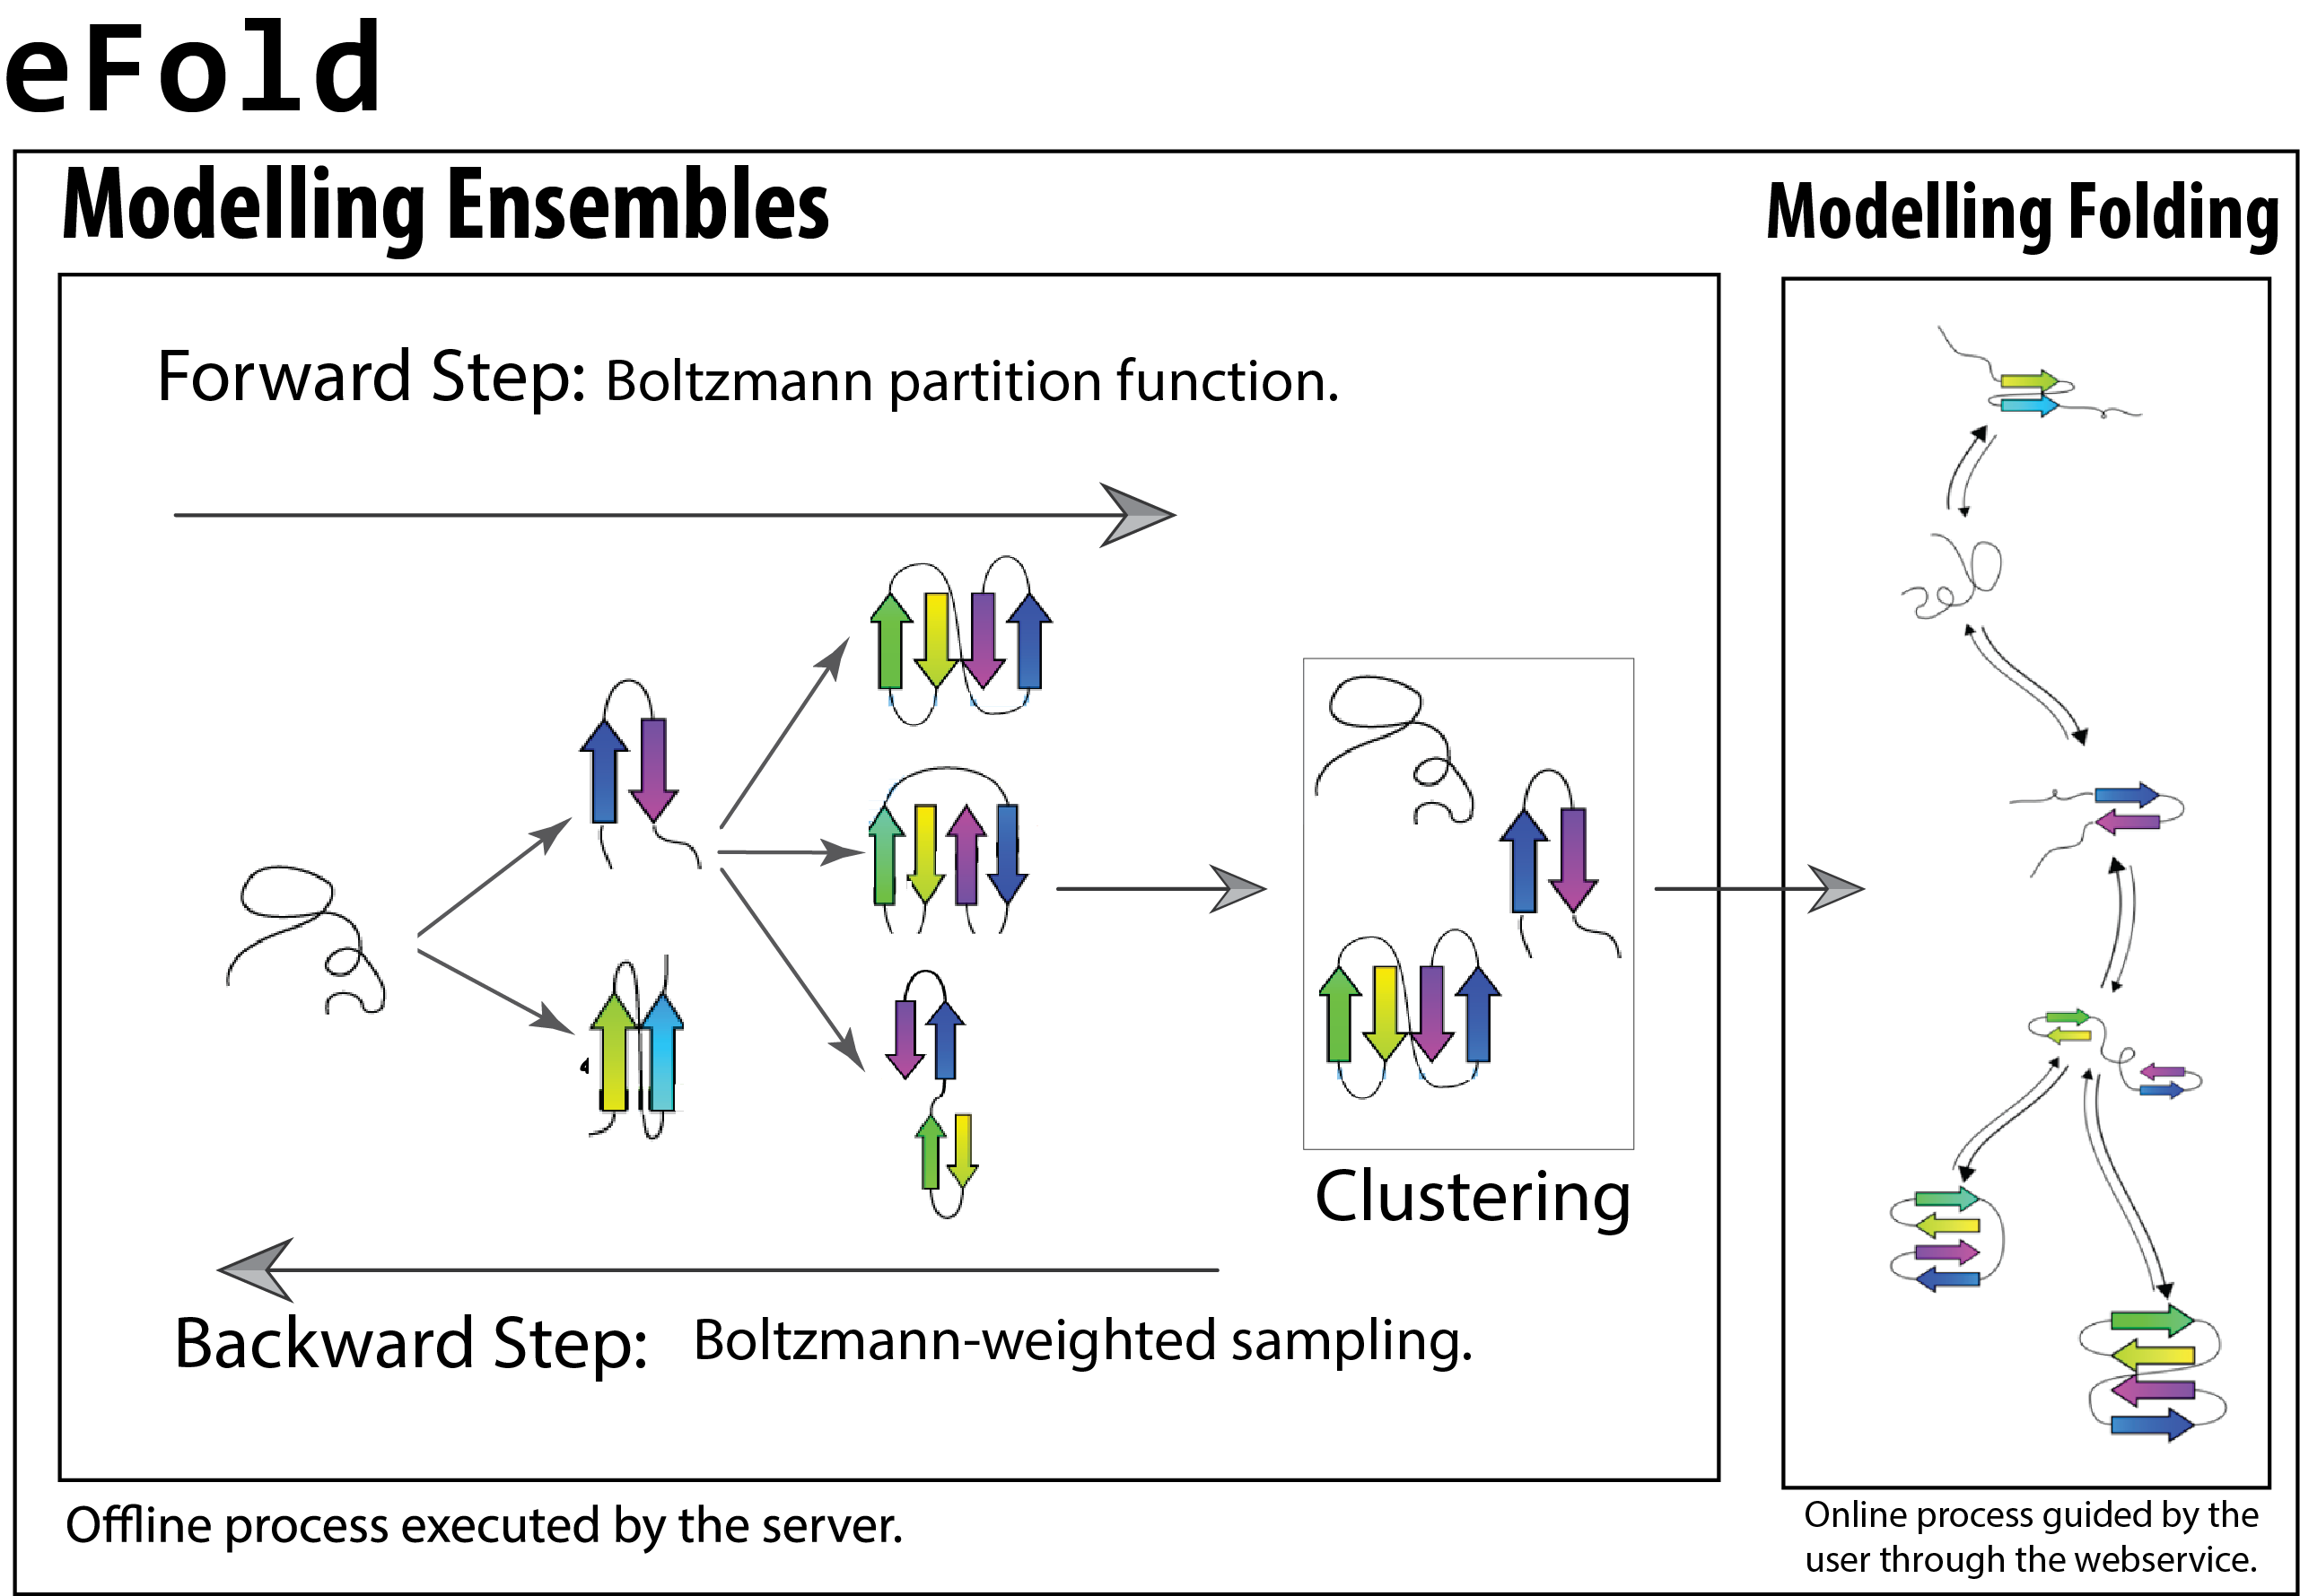 eFold
Modelling Ensembles
Modelling Folding
Forward Step: Boltzmann partition function.
Clustering
Backward Step: Boltzmann-weighted sampling.
Offline process executed by the server.
Online process guided by the
user through the webservice.